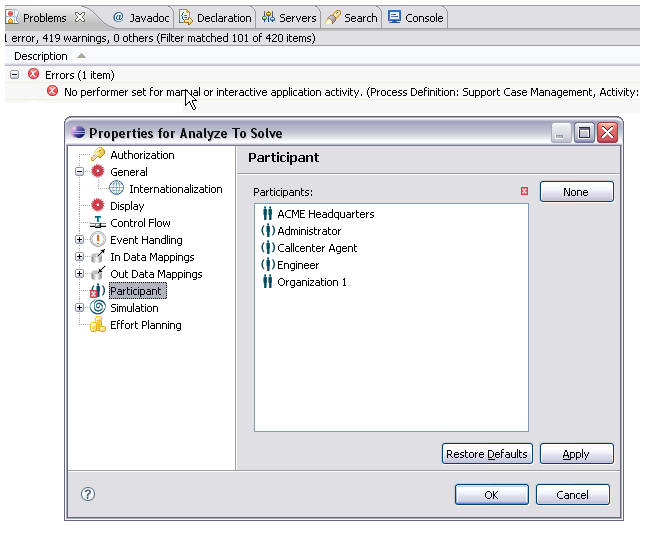 Problems @ Javadoc Declaration Servers Search Console
1 error, 419 warnings, 0 others (Filter matched 101 of 420 items)
Description
Errors (1 item)
No performer set for manual or interactive application activity. (Process Definition: Support Case Management, Activity:
Properties for Analyze To Solve
Authorization
General
Internationalization
Display
Control Flow
Event Handling
In Data Mappings
Out Data Mappings
Participant
Simulation
Effort Planning
Participant
Participants:
None
ACME Headquarters
Administrator
Callcenter Agent
Engineer
Organization 1
Restore Defaults
Apply
?
OK
Cancel